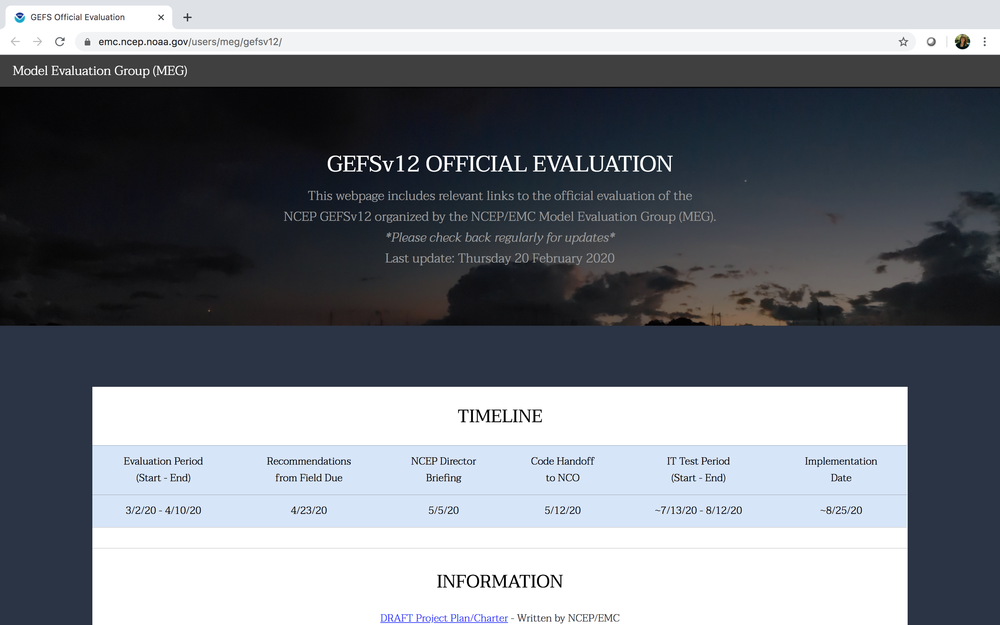 GEFS Official Evaluation
emc.ncep.noaa.gov/users/meg/gefsv12/
Model Evaluation Group (MEG)
GEFSv12 OFFICIAL EVALUATION
This webpage includes relevant links to the official evaluation of the
NCEP GEFSv12 organized by the NCEP/EMC Model Evaluation Group (MEG).
*Please check back regularly for updates*
Last update: Thursday 20 February 2020
TIMELINE
Evaluation Period Recommendations NCEP Director Code Handoff IT Test Period Implementation
(Start - End) from Field Due Briefing to NCO (Start - End) Date
3/2/20 - 4/10/20 4/23/20 5/5/20 5/12/20 ~7/13/20 - 8/12/20 ~8/25/20
INFORMATION
DRAFT Project Plan/Charter - Written by NCEP/EMC